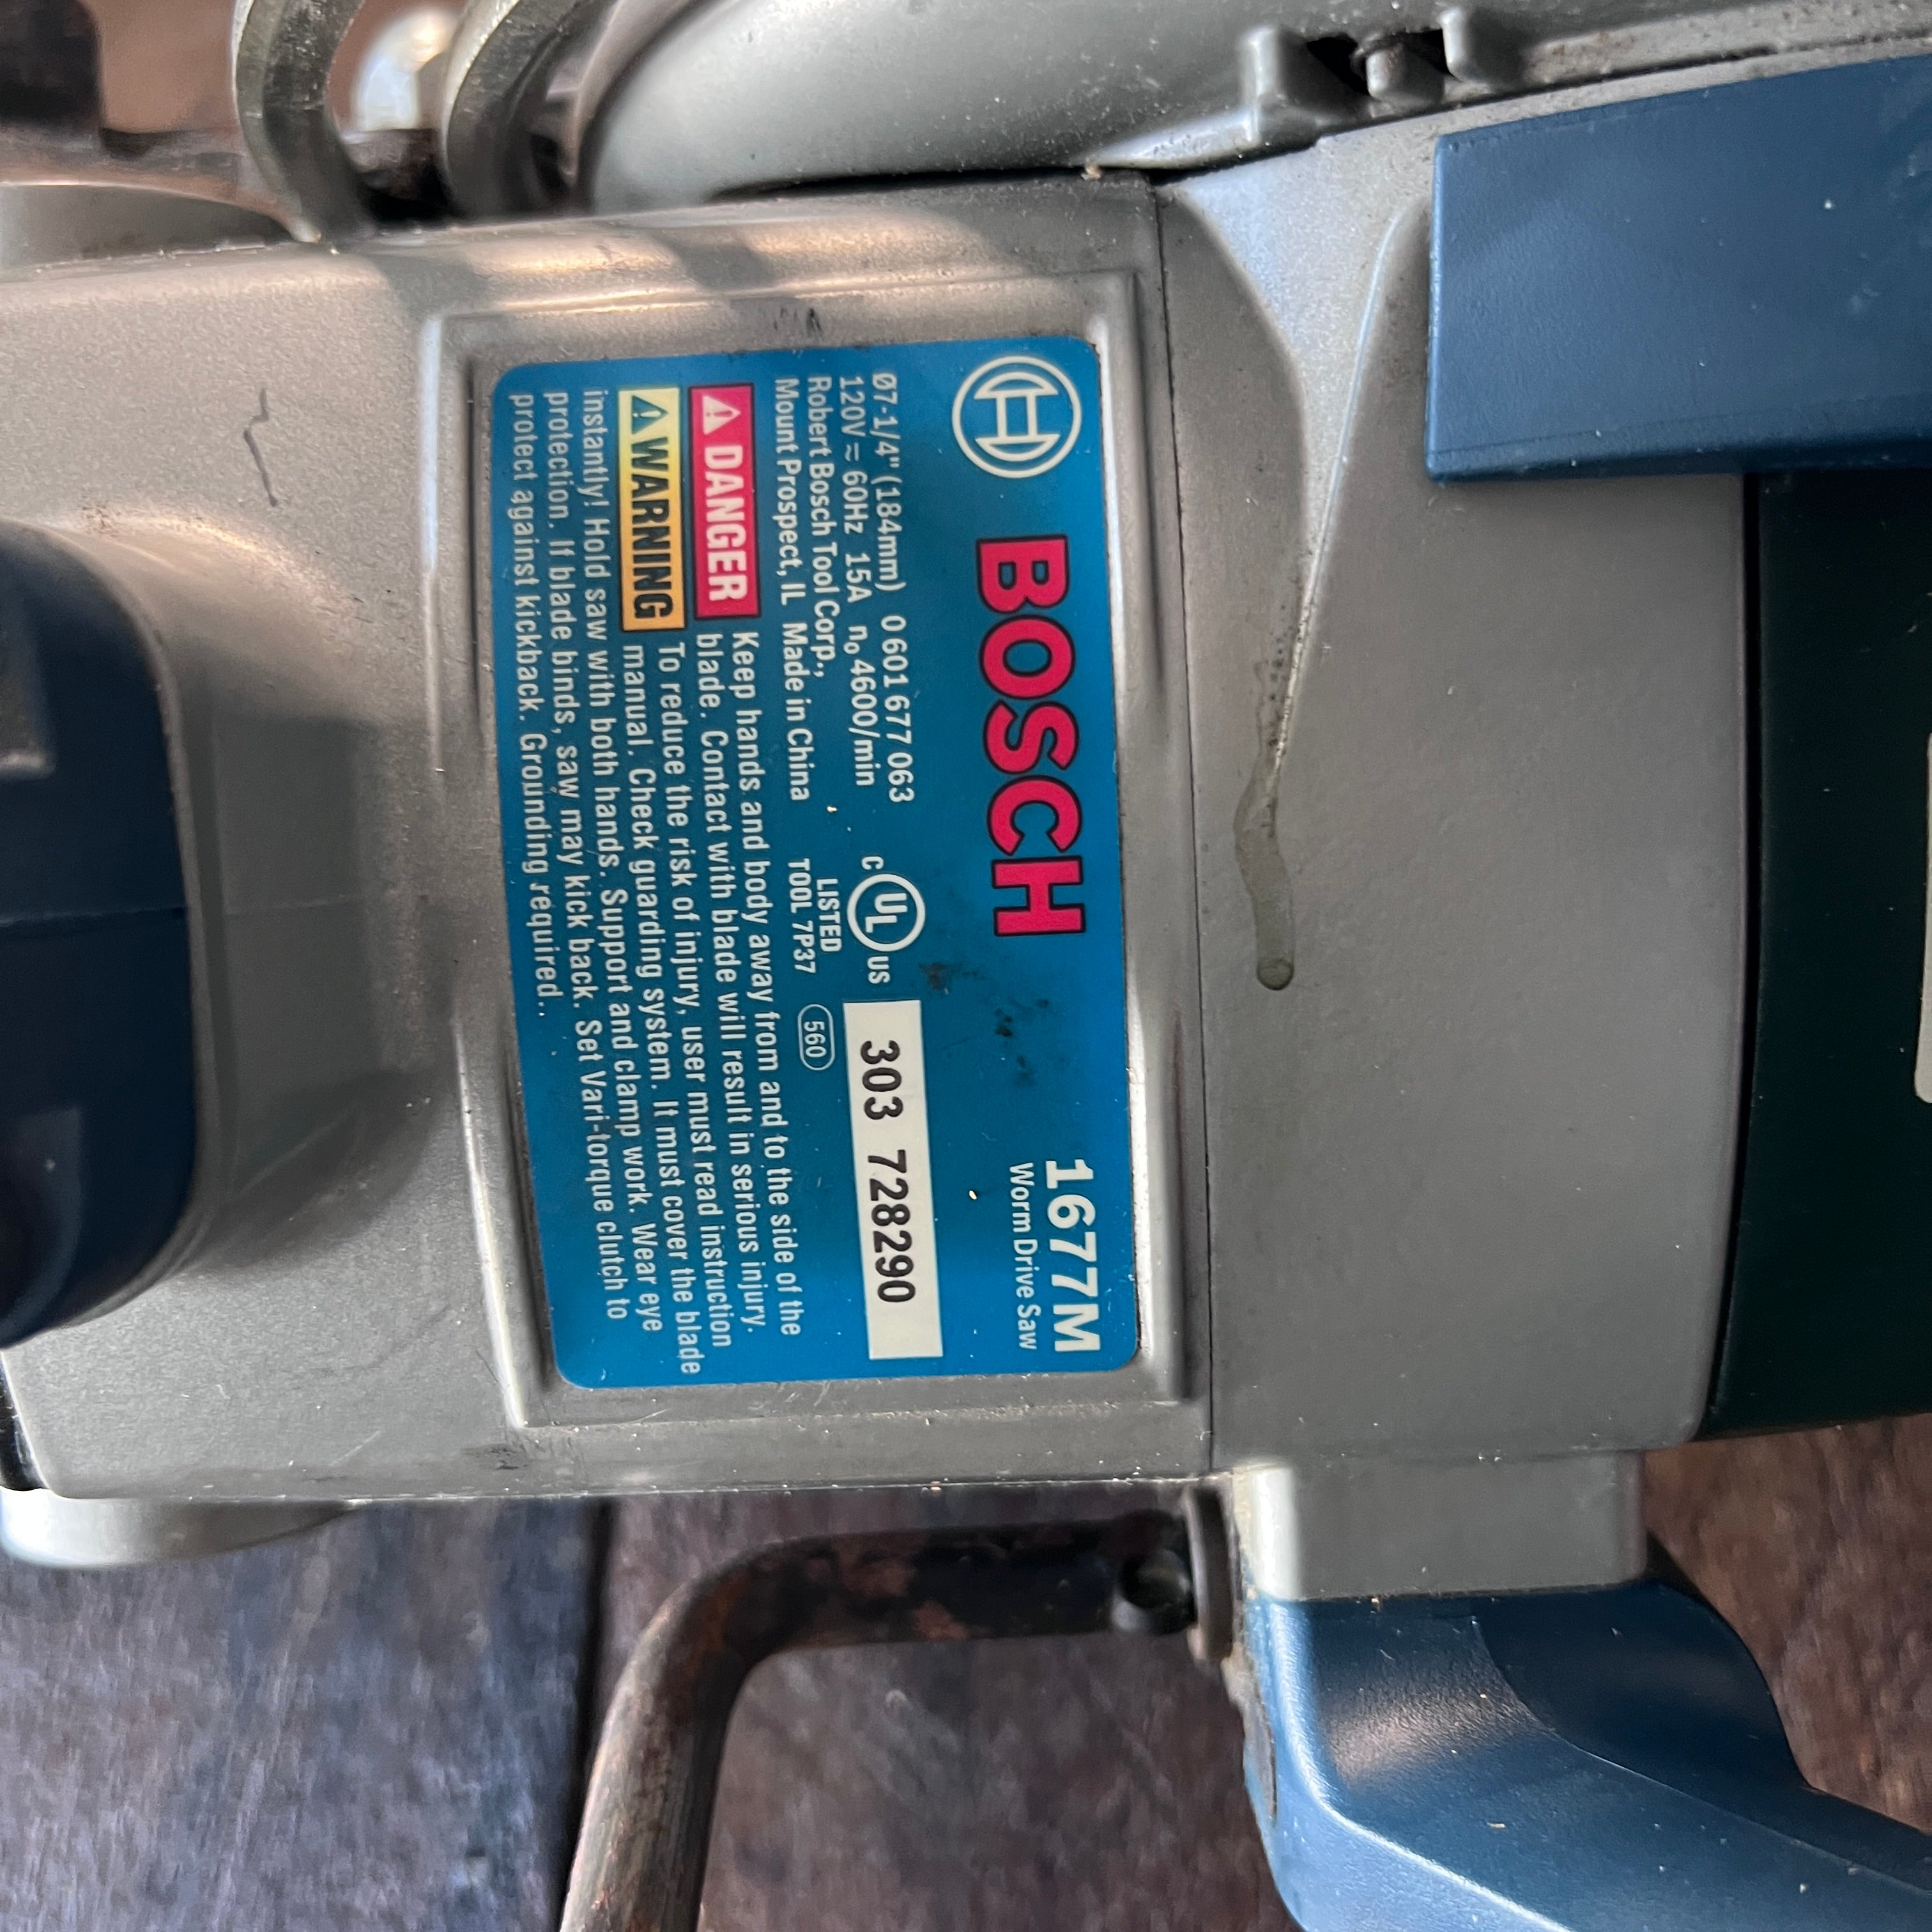 BOSCH
1677M
Worm Drive Saw
Ø7-1/4" (184mm) 0 601 677 063
120V ≂ 60Hz 15A n₀ 4600/min
Robert Bosch Tool Corp.,
Mount Prospect, IL Made in China
C UL US
LISTED
TOOL 7P37
560
303 728290
⚠ DANGER Keep hands and body away from and to the side of the
blade. Contact with blade will result in serious injury.
⚠ WARNING To reduce the risk of injury, user must read instruction
manual. Check guarding system. It must cover the blade
instantly! Hold saw with both hands. Support and clamp work. Wear eye
protection. If blade binds, saw may kick back. Set Vari-torque clutch to
protect against kickback. Grounding required..